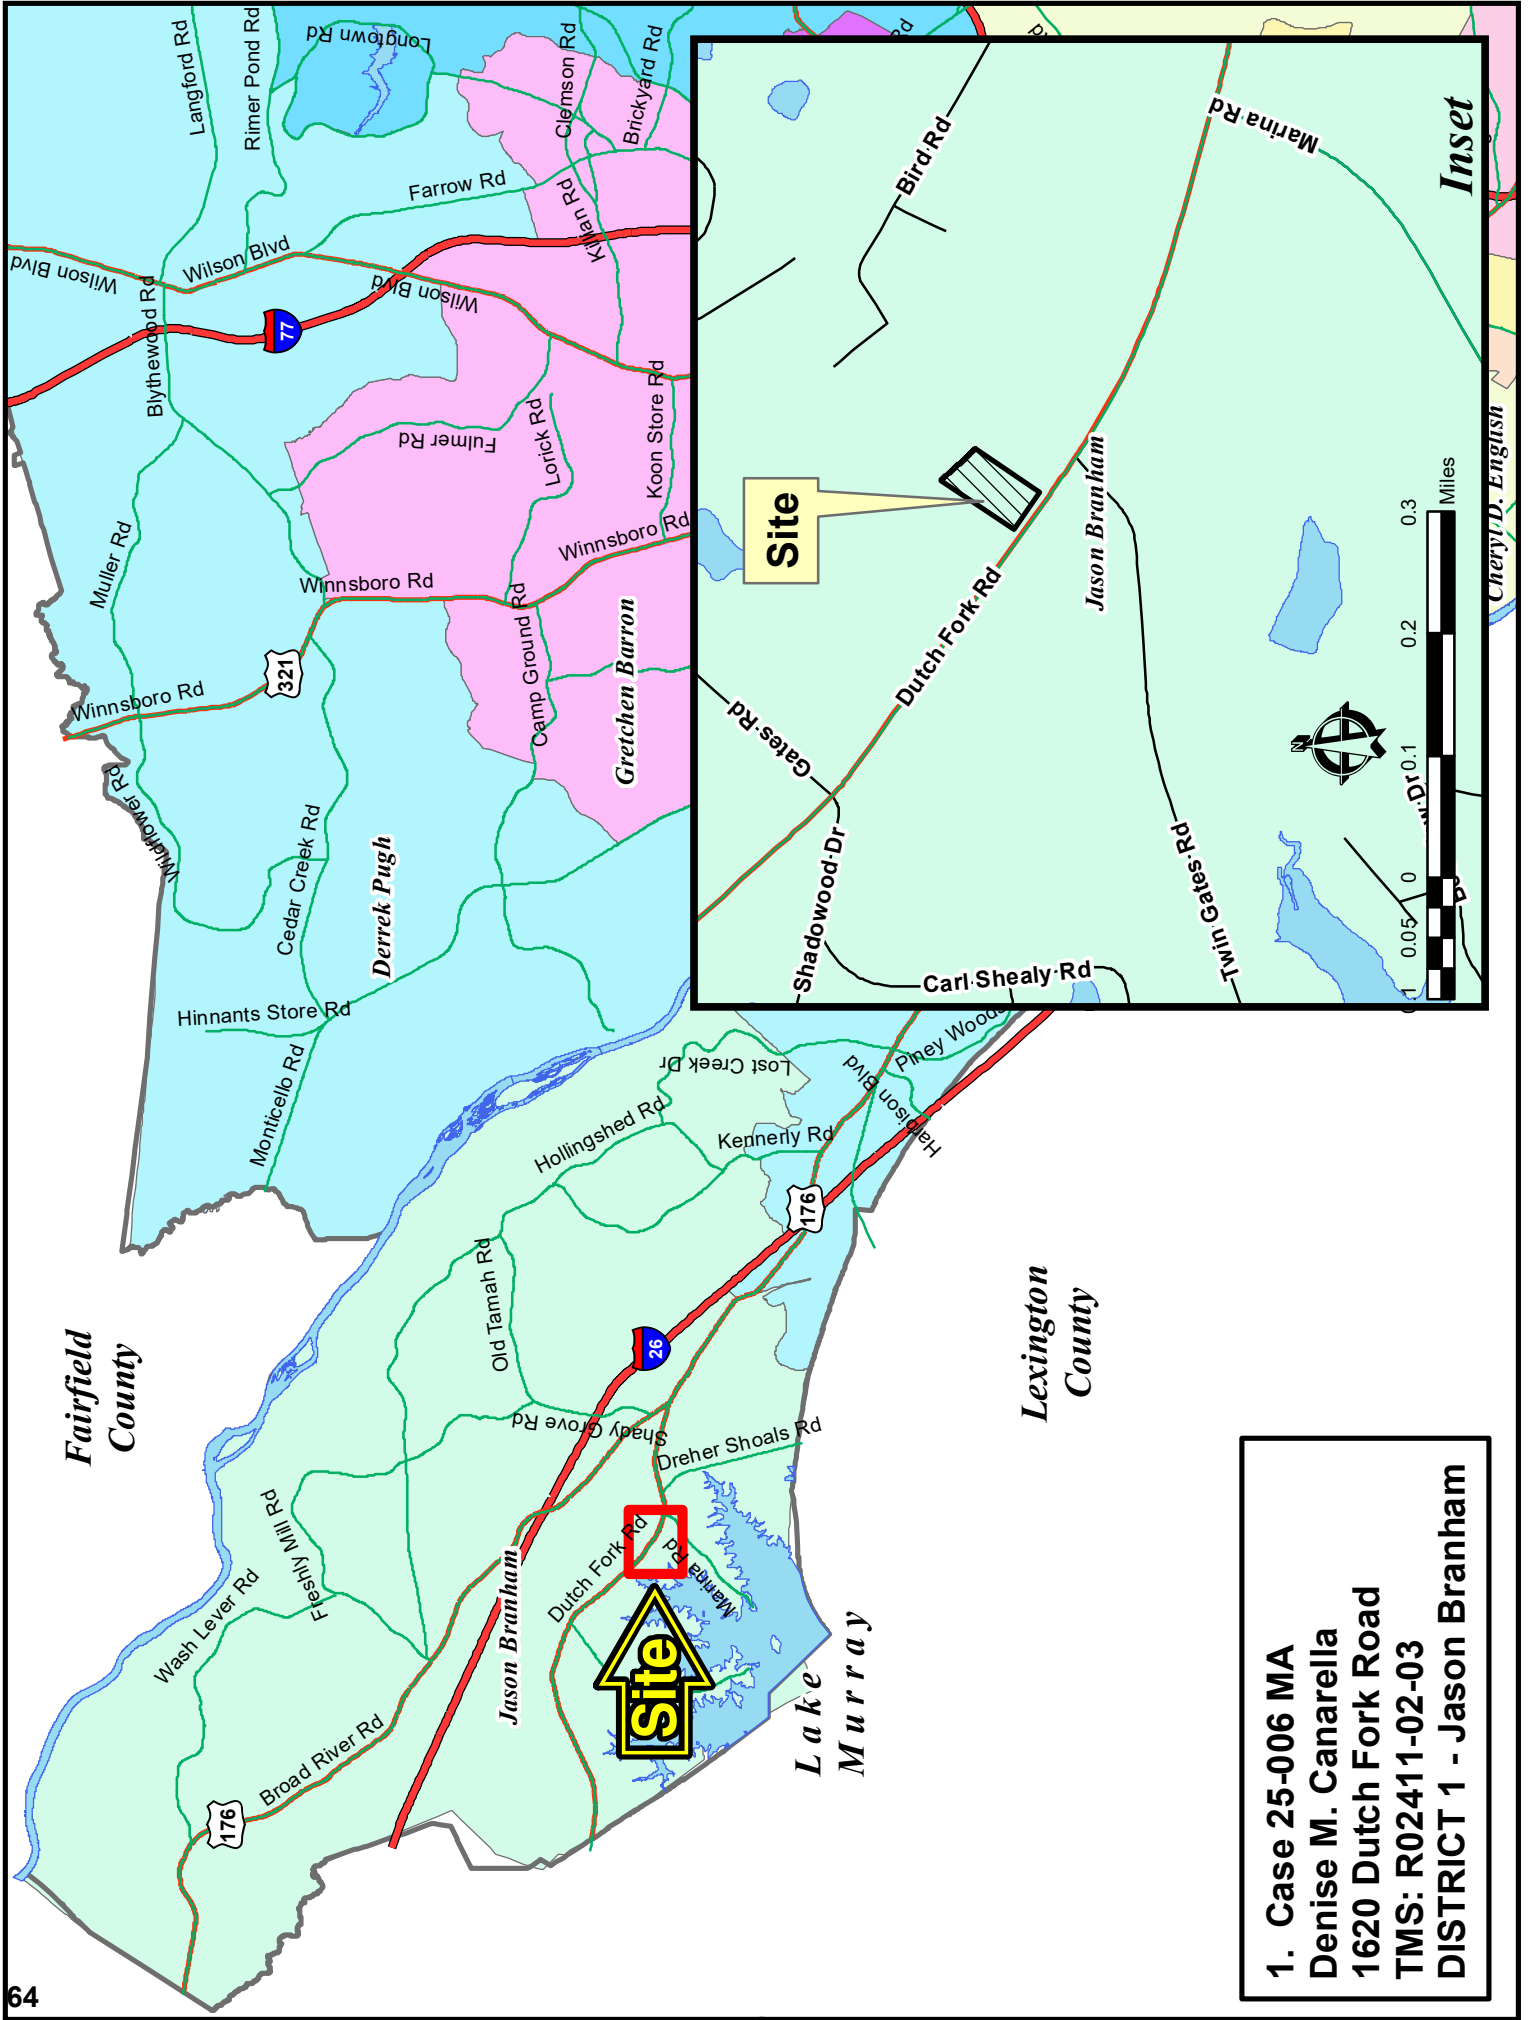 64
Fairfield
County
Lexington
County
Lake
Murray
Langford Rd
Rimer Pond Rd
Longtown Rd
Clemson Rd
Brickyard Rd
Farrow Rd
Killian Rd
Wilson Blvd
Wilson Blvd
Wilson Blvd
Blythewood Rd
77
Muller Rd
Fulmer Rd
Lorick Rd
Koon Store Rd
Winnsboro Rd
Winnsboro Rd
Winnsboro Rd
321
Camp Ground Rd
Gretchen Barron
Wildflower Rd
Cedar Creek Rd
Derrek Pugh
Hinnants Store Rd
Monticello Rd
Lost Creek Dr
Hollingshed Rd
Kennerly Rd
Piney Woods
Harbison Blvd
176
Old Tamah Rd
26
Shady Grove Rd
Dreher Shoals Rd
Freshly Mill Rd
Wash Lever Rd
Dutch Fork Rd
Marina Rd
Jason Branham
Broad River Rd
176
Site
Rd
Cheryl D. English
Inset
Bird Rd
Marina Rd
Site
Dutch Fork Rd
Jason Branham
Gates Rd
Shadowood Dr
Twin Gates Rd
Carl Shealy Rd
N
0.05 0 0.1 0.2 0.3
Miles
1. Case 25-006 MA
Denise M. Canarella
1620 Dutch Fork Road
TMS: R02411-02-03
DISTRICT 1 - Jason Branham